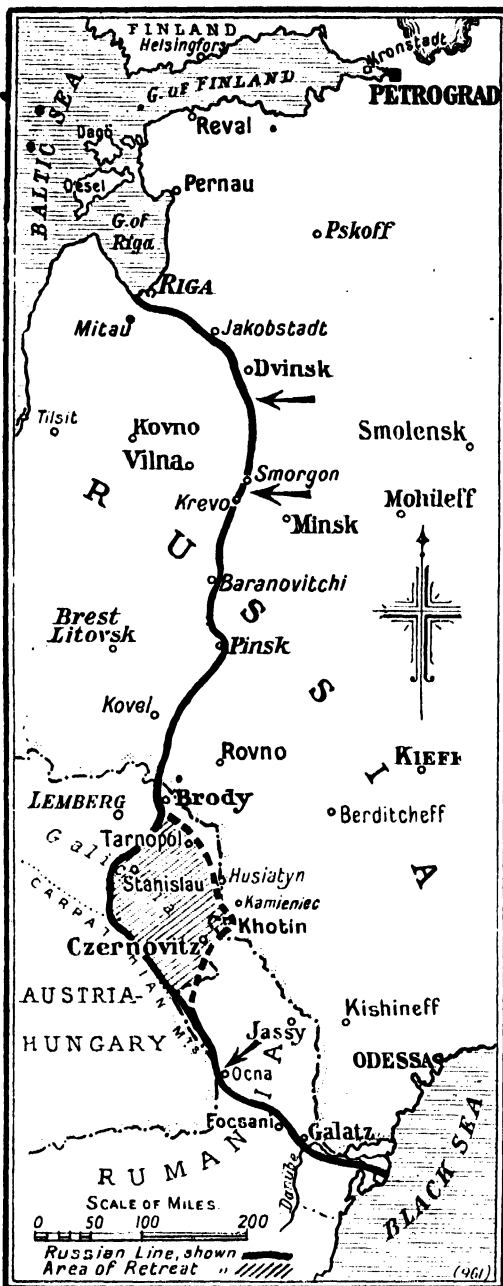 FINLAND
Helsingfors
Kronstadt
G. OF FINLAND
PETROGRAD
BALTIC SEA
Reval
Dagö
Oesel
Pernau
G. of
Riga
Pskoff
RIGA
Mitau
Jakobstadt
Dvinsk
Tilsit
Kovno
Smolensk
Vilna
Smorgon
Krevo
Mohileff
Minsk
RUSSIA
Baranovitchi
Brest
Litovsk
Pinsk
Kovel
Rovno
KIEFF
LEMBERG
Brody
Berditcheff
Galicia
Tarnopol
Stanislau
Husiatyn
Kamieniec
CARPATHIAN MTS
Khotin
Czernovitz
AUSTRIA-
HUNGARY
Kishineff
Jassy
ODESSA
Ocna
Focsani
Galatz
RUMANIA
Danube
BLACK SEA
SCALE OF MILES.
0 100 200
Russian Line, shown
Area of Retreat "
(961)